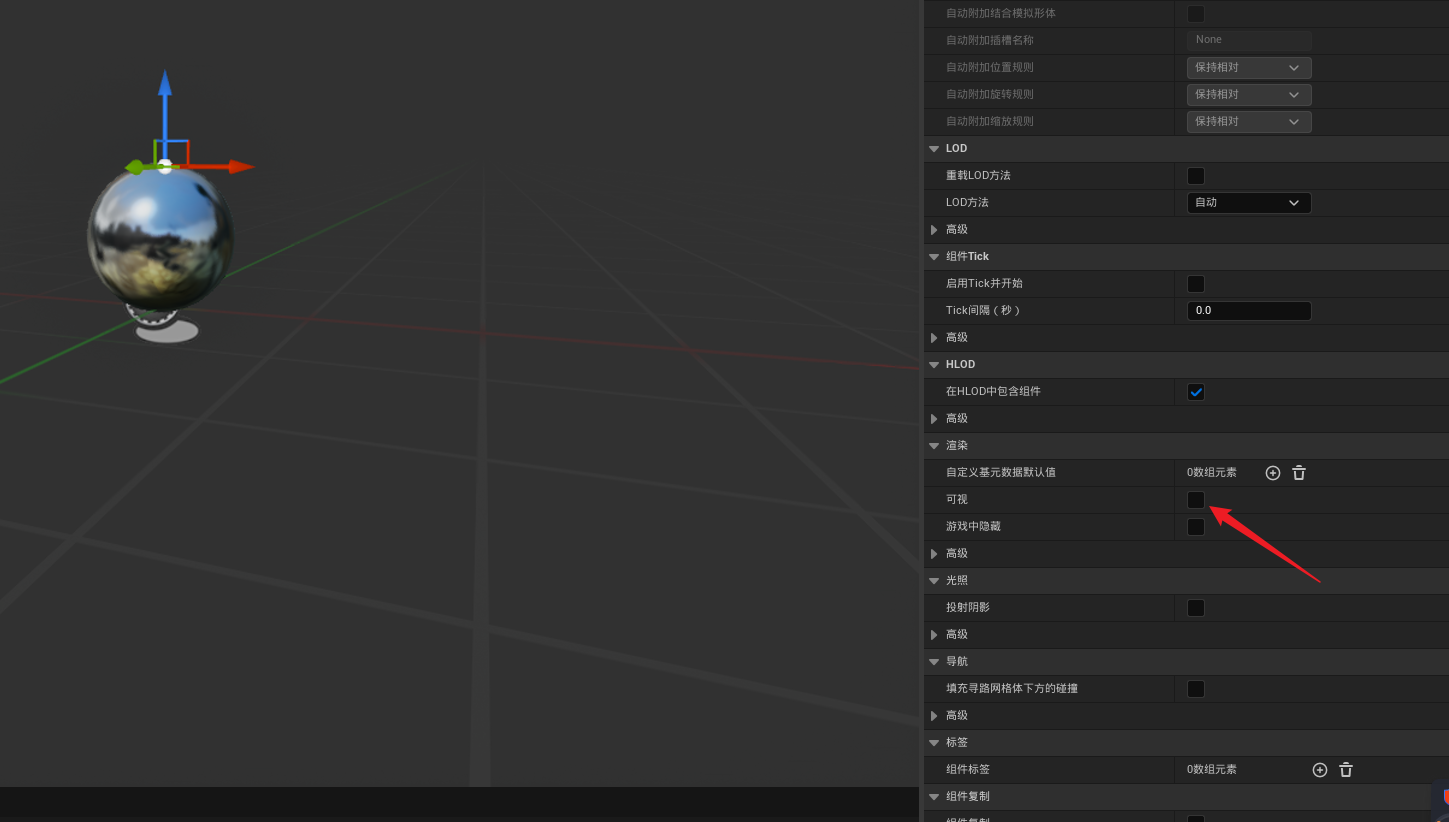 自动附加结合模拟形体
自动附加插槽名称 None
自动附加位置规则 保持相对
自动附加旋转规则 保持相对
自动附加缩放规则 保持相对
LOD
重载LOD方法
LOD方法 自动
高级
组件Tick
启用Tick并开始
Tick间隔（秒） 0.0
高级
HLOD
在HLOD中包含组件
高级
渲染
自定义基元数据默认值 0数组元素
可视
游戏中隐藏
高级
光照
投射阴影
高级
导航
填充寻路网格体下方的碰撞
高级
标签
组件标签 0数组元素
组件复制
组件复制